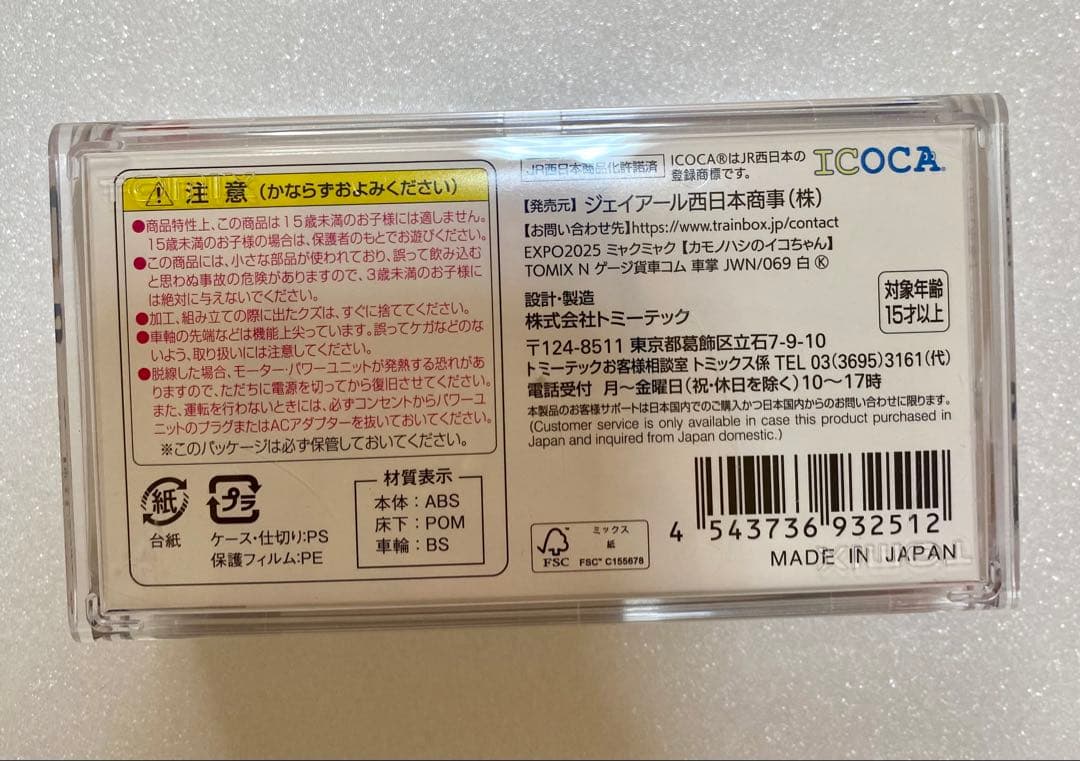 ⚠ 注意 (かならずおよみください)
●商品特性上、この商品は15歳未満のお子様には適しません。
15歳未満のお子様の場合は、保護者のもとでお遊びください。
●この商品には、小さな部品が使われており、誤って飲み込む
と思わぬ事故の危険がありますので、3歳未満のお子様に
は絶対に与えないでください。
●加工、組み立ての際に出たクズは、すぐに捨ててください。
●車軸の先端などは機能上尖っています。誤ってケガなどのな
いよう、取り扱いには注意してください。
●脱線した場合、モーター・パワーユニットが発熱する恐れがあ
りますので、ただちに電源を切ってから復旧させてください。
また、運転を行わないときには、必ずコンセントからパワーユ
ニットのプラグまたはACアダプターを抜いておいてください。
※このパッケージは必ず保管しておいてください。
紙
台紙
プラ
ケース・仕切り:PS
保護フィルム:PE
材質表示
本体:ABS
床下:POM
車輪:BS
JR西日本商品化許諾済
ICOCA®はJR西日本の
登録商標です。
ICOCA
【発売元】ジェイアール西日本商事(株)
【お問い合わせ先】https://www.trainbox.jp/contact
EXPO2025 ミャクミャク【カモノハシのイコちゃん】
TOMIX N ゲージ貨車コム 車掌 JWN/069 白 Ⓚ
設計・製造
株式会社トミーテック
対象年齢
15才以上
〒124-8511 東京都葛飾区立石7-9-10
トミーテックお客様相談室 トミックス係 TEL 03(3695)3161(代)
電話受付 月~金曜日(祝・休日を除く)10~17時
本製品のお客様サポートは日本国内でのご購入かつ日本国内からのお問い合わせに限ります。
(Customer service is only available in case this product purchased in
Japan and inquired from Japan domestic.)
FSC
ミックス
紙
FSC™ C155678
4 543736 932512
MADE IN JAPAN
TOMIX